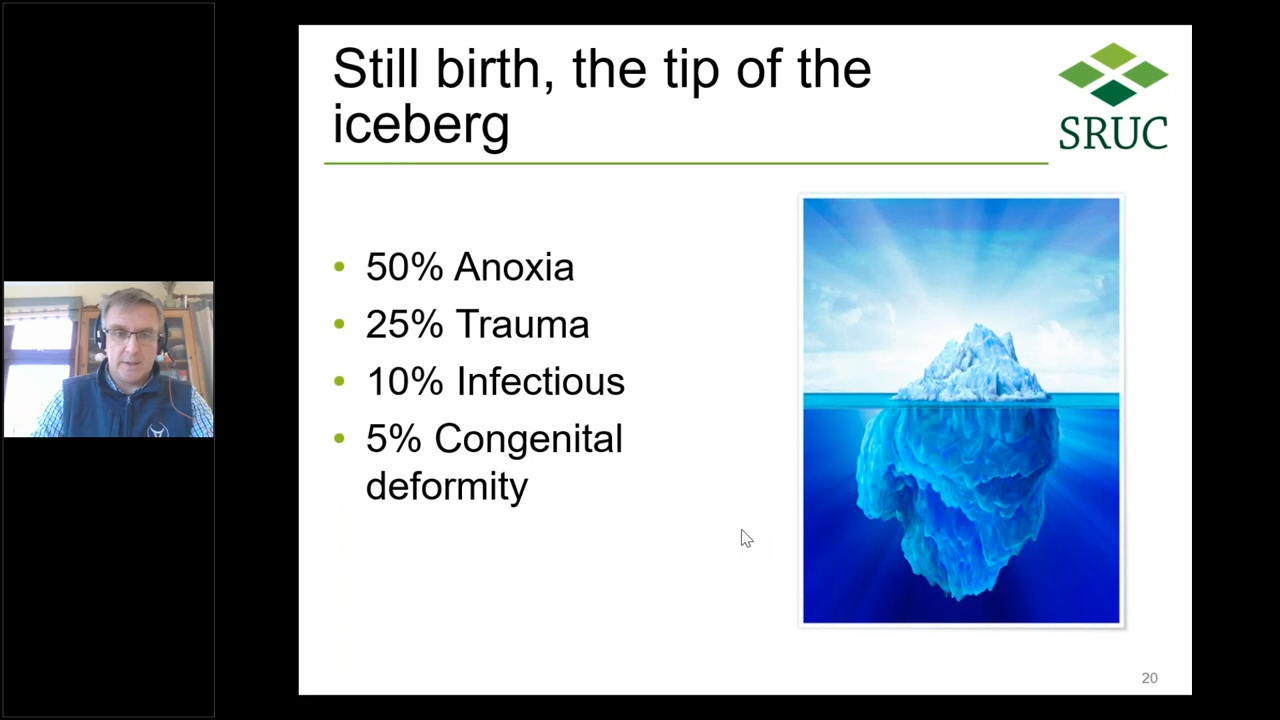 Still birth, the tip of the
iceberg
SRUC
• 50% Anoxia
• 25% Trauma
• 10% Infectious
• 5% Congenital
deformity
20